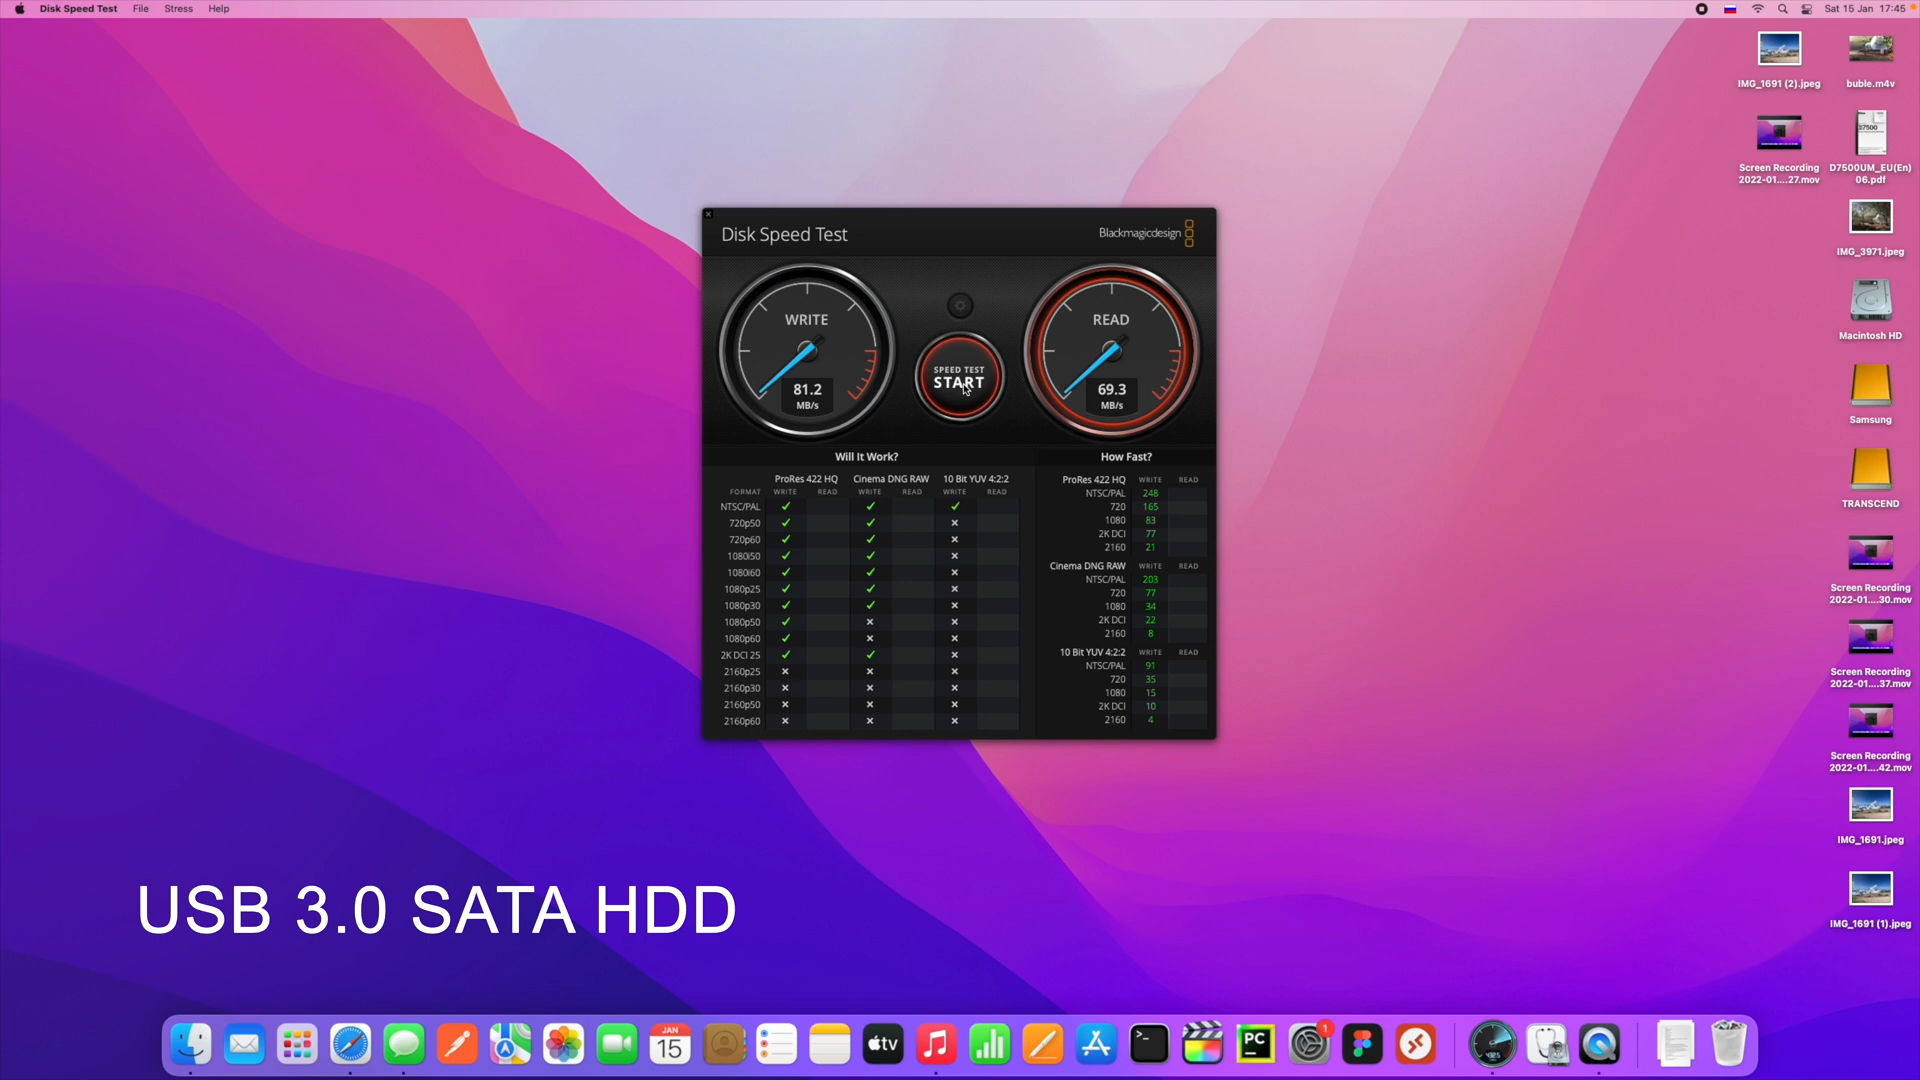 Disk Speed Test File Stress Help Sat 15 Jan 17:45
IMG_1691 (2).jpeg
buble.m4v
Screen Recording
2022-01....27.mov
D7500
D7500UM_EU(En)
06.pdf
IMG_3971.jpeg
Macintosh HD
Samsung
TRANSCEND
Screen Recording
2022-01....30.mov
Screen Recording
2022-01....37.mov
Screen Recording
2022-01....42.mov
IMG_1691.jpeg
IMG_1691 (1).jpeg
Disk Speed Test Blackmagicdesign
WRITE
81.2
MB/s
SPEED TEST
START
READ
69.3
MB/s
Will It Work?
ProRes 422 HQ Cinema DNG RAW 10 Bit YUV 4:2:2
FORMAT WRITE READ WRITE READ WRITE READ
NTSC/PAL ✓ ✓ ✓
720p50 ✓ ✓ ×
720p60 ✓ ✓ ×
1080i50 ✓ ✓ ×
1080i60 ✓ ✓ ×
1080p25 ✓ ✓ ×
1080p30 ✓ ✓ ×
1080p50 ✓ × ×
1080p60 ✓ × ×
2K DCI 25 ✓ ✓ ×
2160p25 × × ×
2160p30 × × ×
2160p50 × × ×
2160p60 × × ×
How Fast?
ProRes 422 HQ WRITE READ
NTSC/PAL 248
720 165
1080 83
2K DCI 77
2160 21
Cinema DNG RAW WRITE READ
NTSC/PAL 203
720 77
1080 34
2K DCI 22
2160 8
10 Bit YUV 4:2:2 WRITE READ
NTSC/PAL 91
720 35
1080 15
2K DCI 10
2160 4
USB 3.0 SATA HDD
JAN
15
tv
PC
1